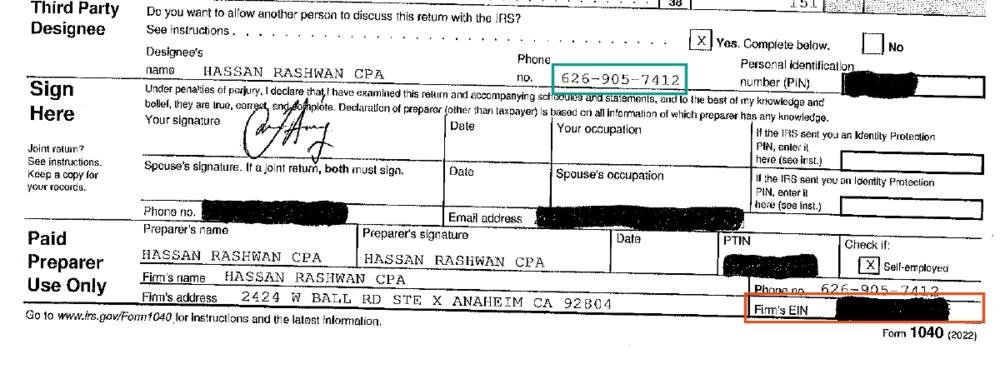 38 151
Third Party Designee
Do you want to allow another person to discuss this return with the IRS?
See instructions . . . . . . . . . . . . . . . . . . . . . . . . . . . . . X Yes. Complete below. No
Designee's name HASSAN RASHWAN CPA
Phone no. 626-905-7412
Personal identification number (PIN)
Sign Here
Under penalties of perjury, I declare that I have examined this return and accompanying schedules and statements, and to the best of my knowledge and
belief, they are true, correct, and complete. Declaration of preparer (other than taxpayer) is based on all information of which preparer has any knowledge.
Joint return?
See instructions.
Keep a copy for
your records.
Your signature
Date
Your occupation
If the IRS sent you an Identity Protection
PIN, enter it
here (see inst.)
Spouse's signature. If a joint return, both must sign.
Date
Spouse's occupation
If the IRS sent you an Identity Protection
PIN, enter it
here (see inst.)
Phone no.
Email address
Paid Preparer Use Only
Preparer's name
HASSAN RASHWAN CPA
Preparer's signature
HASSAN RASHWAN CPA
Date
PTIN
Check if:
X Self-employed
Firm's name HASSAN RASHWAN CPA
Phone no. 626-905-7412
Firm's address 2424 W BALL RD STE X ANAHEIM CA 92804
Firm's EIN
Go to www.irs.gov/Form1040 for instructions and the latest information.
Form 1040 (2022)